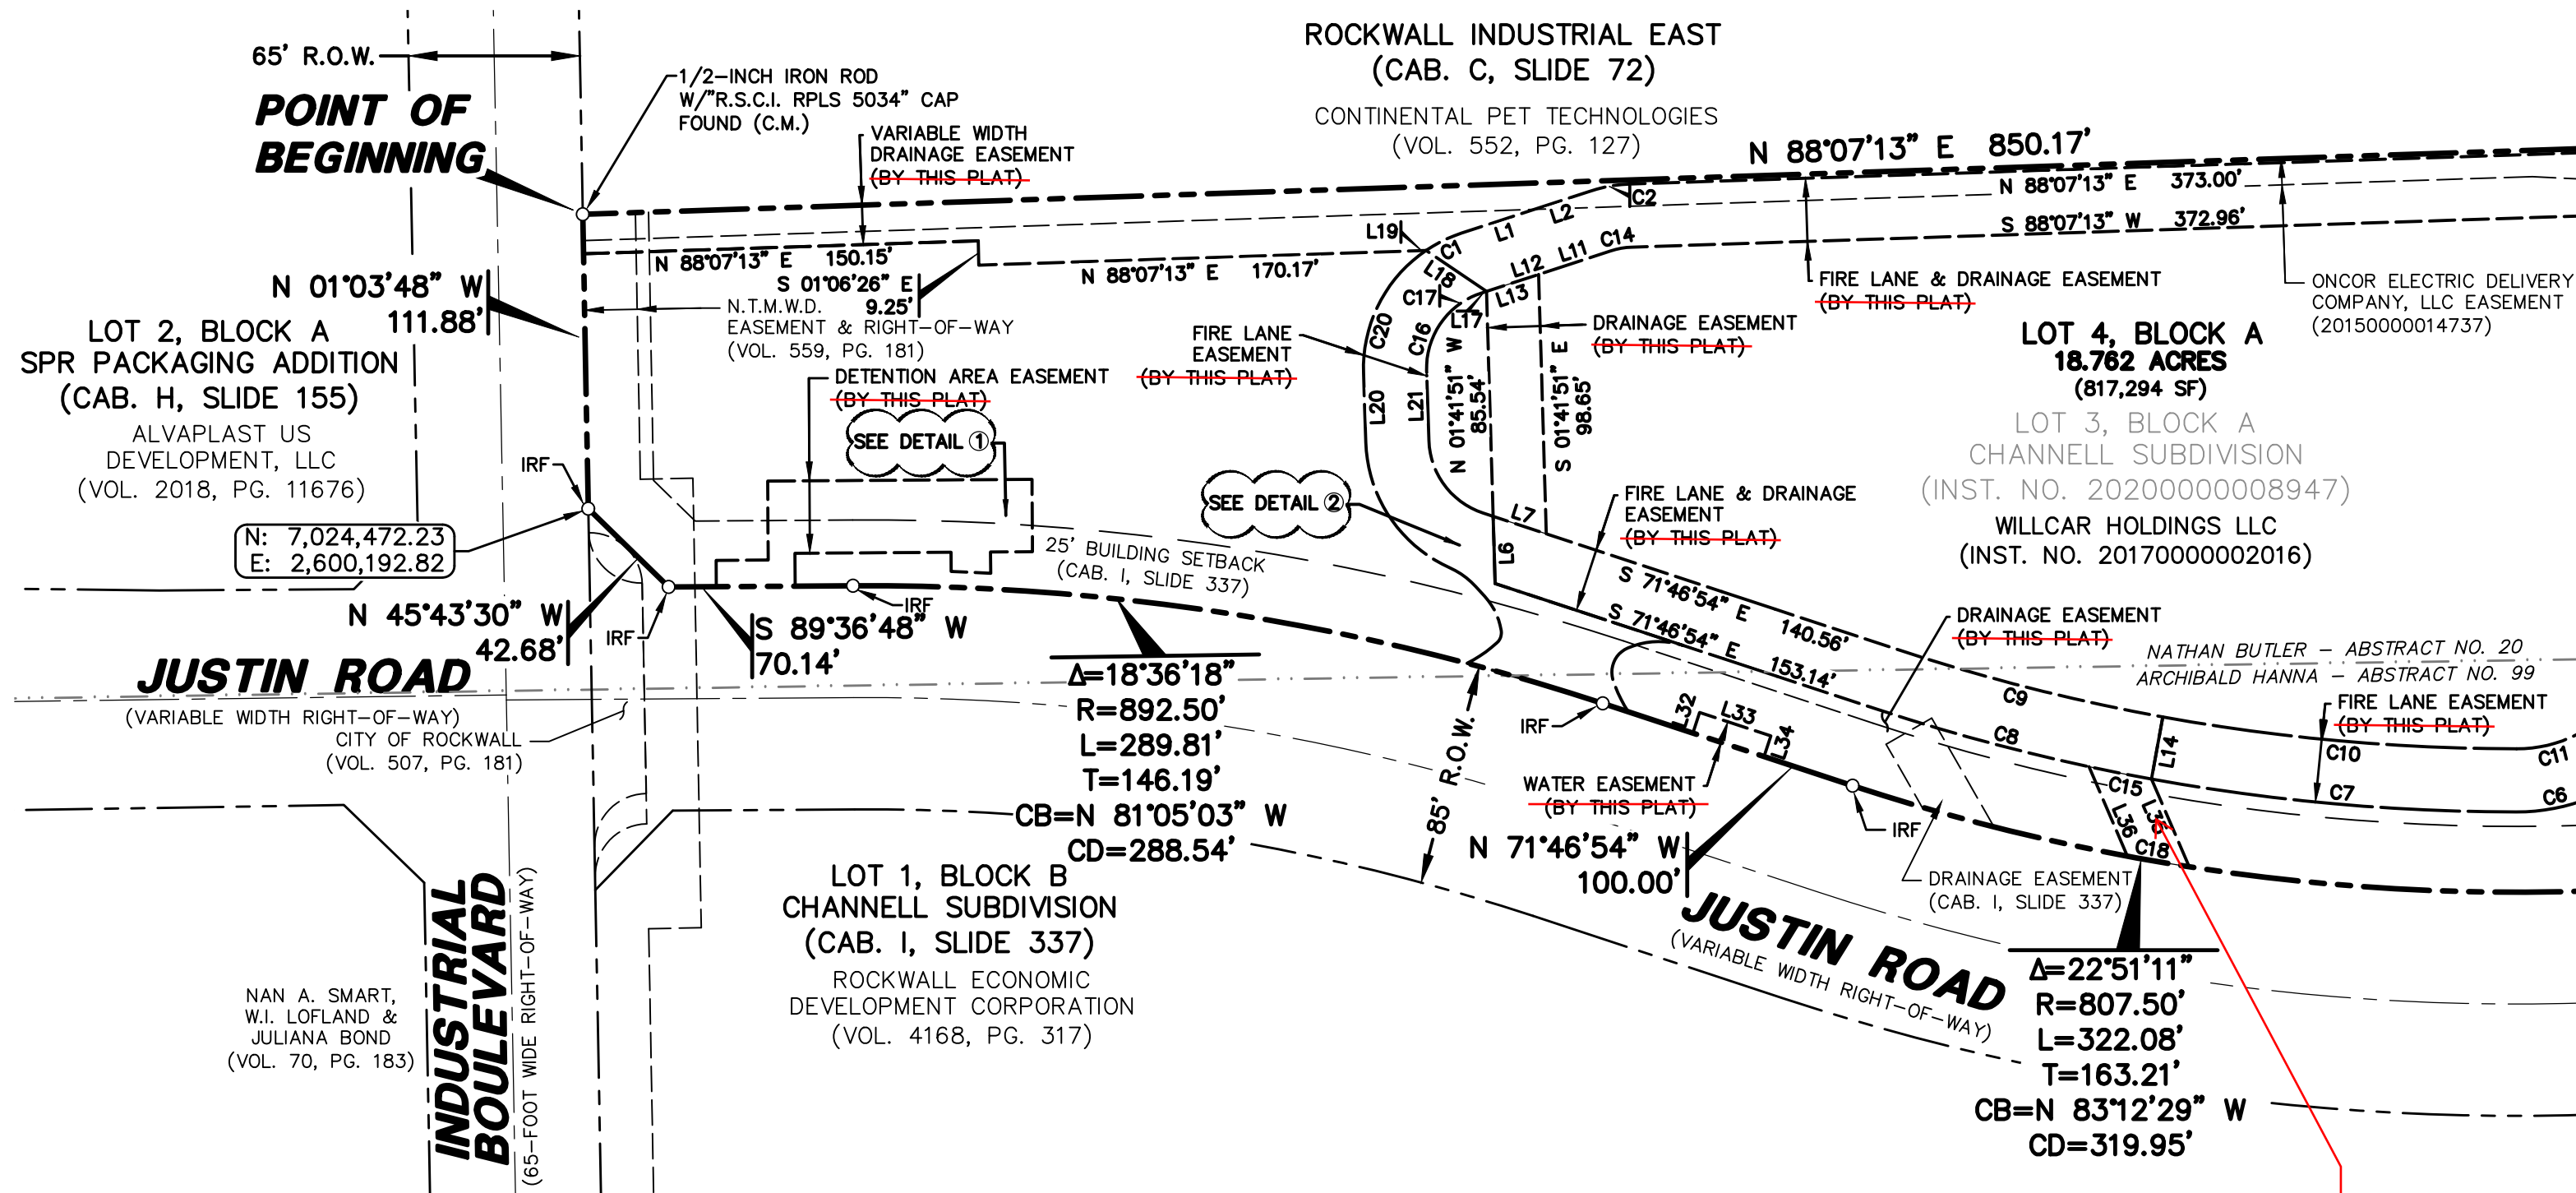 65' R.O.W.
POINT OF
BEGINNING
1/2-INCH IRON ROD
W/"R.S.C.I. RPLS 5034" CAP
FOUND (C.M.)
VARIABLE WIDTH
DRAINAGE EASEMENT
(BY THIS PLAT)
ROCKWALL INDUSTRIAL EAST
(CAB. C, SLIDE 72)
CONTINENTAL PET TECHNOLOGIES
(VOL. 552, PG. 127)
N 88°07'13" E 850.17'
N 88°07'13" E 373.00'
S 88°07'13" W 372.96'
C2
L2
L1
C1
L19
L18
C14
L11
L12
L13
C17
L17
N 88°07'13" E 150.15'
S 01°06'26" E
9.25'
N 88°07'13" E 170.17'
N.T.M.W.D.
EASEMENT & RIGHT-OF-WAY
(VOL. 559, PG. 181)
N 01°03'48" W
111.88'
LOT 2, BLOCK A
SPR PACKAGING ADDITION
(CAB. H, SLIDE 155)
ALVAPLAST US
DEVELOPMENT, LLC
(VOL. 2018, PG. 11676)
DETENTION AREA EASEMENT
(BY THIS PLAT)
SEE DETAIL 1
FIRE LANE
EASEMENT
(BY THIS PLAT)
C20
C16
L20
L21
N 01°41'51" W
85.54'
S 01°41'51" E
98.65'
DRAINAGE EASEMENT
(BY THIS PLAT)
FIRE LANE & DRAINAGE EASEMENT
(BY THIS PLAT)
ONCOR ELECTRIC DELIVERY
COMPANY, LLC EASEMENT
(20150000014737)
LOT 4, BLOCK A
18.762 ACRES
(817,294 SF)
LOT 3, BLOCK A
CHANNELL SUBDIVISION
(INST. NO. 20200000008947)
WILLCAR HOLDINGS LLC
(INST. NO. 20170000002016)
SEE DETAIL 2
FIRE LANE & DRAINAGE
EASEMENT
(BY THIS PLAT)
L7
L6
IRF
N: 7,024,472.23
E: 2,600,192.82
25' BUILDING SETBACK
(CAB. I, SLIDE 337)
N 45°43'30" W
42.68'
IRF
S 89°36'48" W
70.14'
IRF
S 71°46'54" E 140.56'
S 71°46'54" E 153.14'
DRAINAGE EASEMENT
(BY THIS PLAT)
NATHAN BUTLER - ABSTRACT NO. 20
ARCHIBALD HANNA - ABSTRACT NO. 99
JUSTIN ROAD
(VARIABLE WIDTH RIGHT-OF-WAY)
CITY OF ROCKWALL
(VOL. 507, PG. 181)
Δ=18°36'18"
R=892.50'
L=289.81'
T=146.19'
CB=N 81°05'03" W
CD=288.54'
85' R.O.W.
IRF
L32
L33
L34
WATER EASEMENT
(BY THIS PLAT)
N 71°46'54" W
100.00'
IRF
C9
C8
FIRE LANE EASEMENT
(BY THIS PLAT)
L14
C10
C11
C15
C7
C6
L36
L35
C18
DRAINAGE EASEMENT
(CAB. I, SLIDE 337)
LOT 1, BLOCK B
CHANNELL SUBDIVISION
(CAB. I, SLIDE 337)
ROCKWALL ECONOMIC
DEVELOPMENT CORPORATION
(VOL. 4168, PG. 317)
JUSTIN ROAD
(VARIABLE WIDTH RIGHT-OF-WAY)
NAN A. SMART,
W.I. LOFLAND &
JULIANA BOND
(VOL. 70, PG. 183)
INDUSTRIAL
BOULEVARD
(65-FOOT WIDE RIGHT-OF-WAY)
Δ=22°51'11"
R=807.50'
L=322.08'
T=163.21'
CB=N 83°12'29" W
CD=319.95'